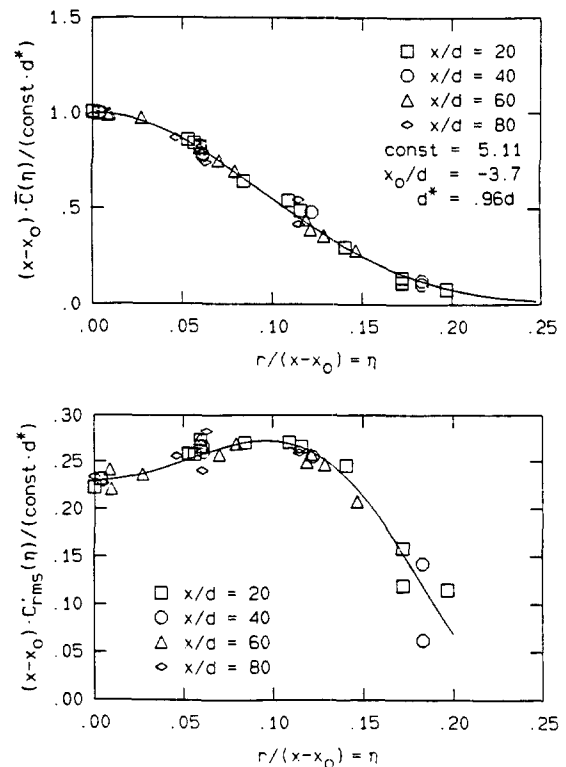 1.5
1.0
.5
.0
.00 .05 .10 .15 .20 .25
(x-x₀)·C̄(η)/(const·d*)
r/(x-x₀) = η
x/d = 20
x/d = 40
x/d = 60
x/d = 80
const = 5.11
x₀/d = -3.7
d* = .96d
.30
.25
.20
.15
.10
.05
.00
.00 .05 .10 .15 .20 .25
(x-x₀)·C'rms(η)/(const·d*)
x/d = 20
x/d = 40
x/d = 60
x/d = 80
r/(x-x₀) = η